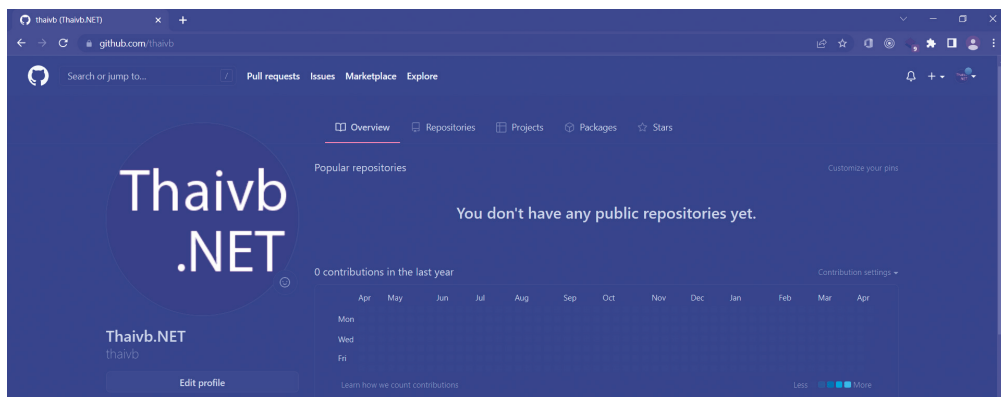 thaivb (Thaivb.NET)
github.com/thaivb
9
Search or jump to...
/
Pull requests Issues Marketplace Explore
Overview Repositories Projects Packages Stars
Popular repositories
Customize your pins
Thaivb
.NET
You don't have any public repositories yet.
0 contributions in the last year
Contribution settings
Apr May Jun Jul Aug Sep Oct Nov Dec Jan Feb Mar Apr
Mon
Wed
Fri
Thaivb.NET
thaivb
Edit profile
Learn how we count contributions
Less More